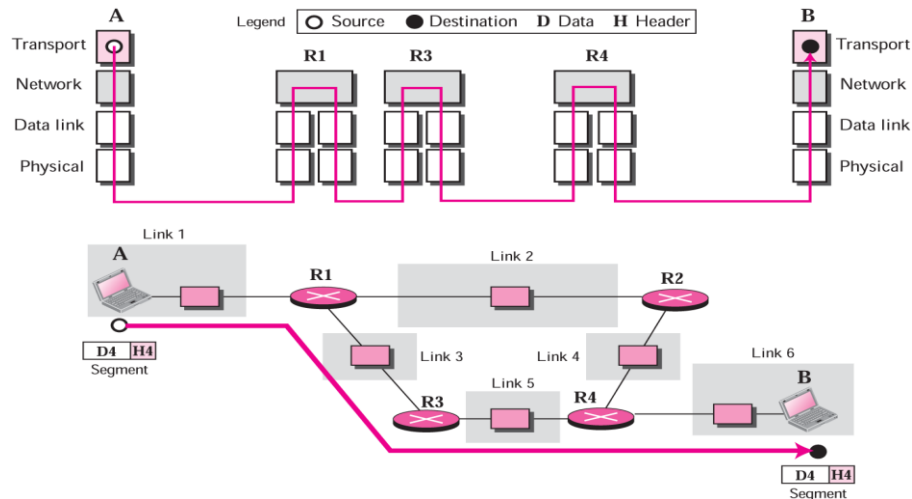 A
Legend
Source
Destination
D Data
H Header
B
Transport
R1
R3
R4
Transport
Network
Network
Data link
Data link
Physical
Physical
Link 1
A
R1
Link 2
R2
D4 H4
Segment
Link 3
Link 4
Link 6
R3
Link 5
R4
B
D4 H4
Segment